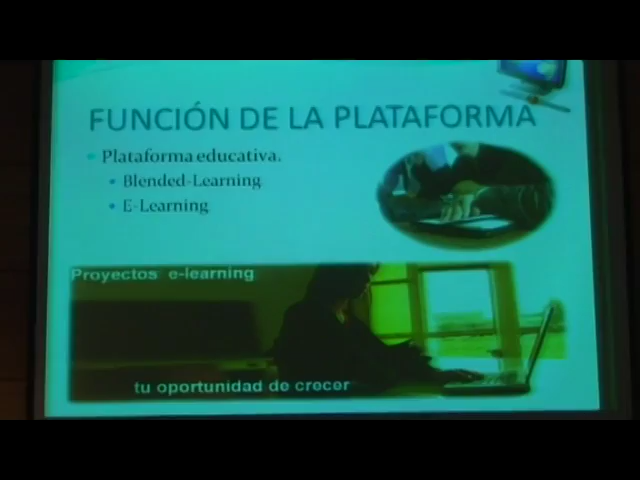 FUNCIÓN DE LA PLATAFORMA
Plataforma educativa.
Blended-Learning
E-Learning
Proyectos e-learning
tu oportunidad de crecer